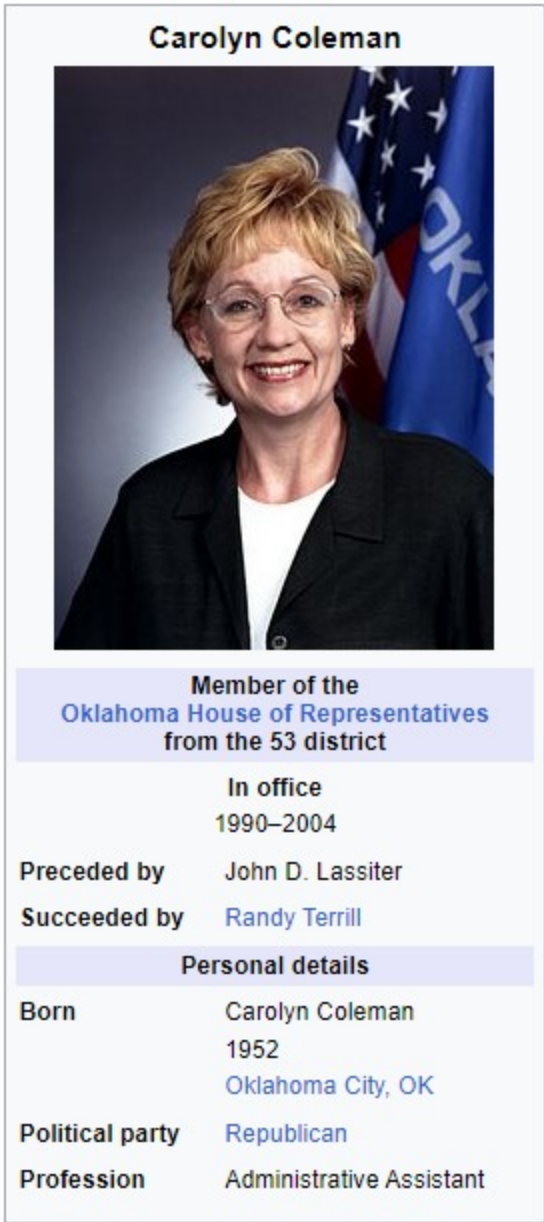 Carolyn Coleman
OKLA
Member of the
Oklahoma House of Representatives
from the 53 district
In office
1990–2004
Preceded by John D. Lassiter
Succeeded by Randy Terrill
Personal details
Born Carolyn Coleman
1952
Oklahoma City, OK
Political party Republican
Profession Administrative Assistant